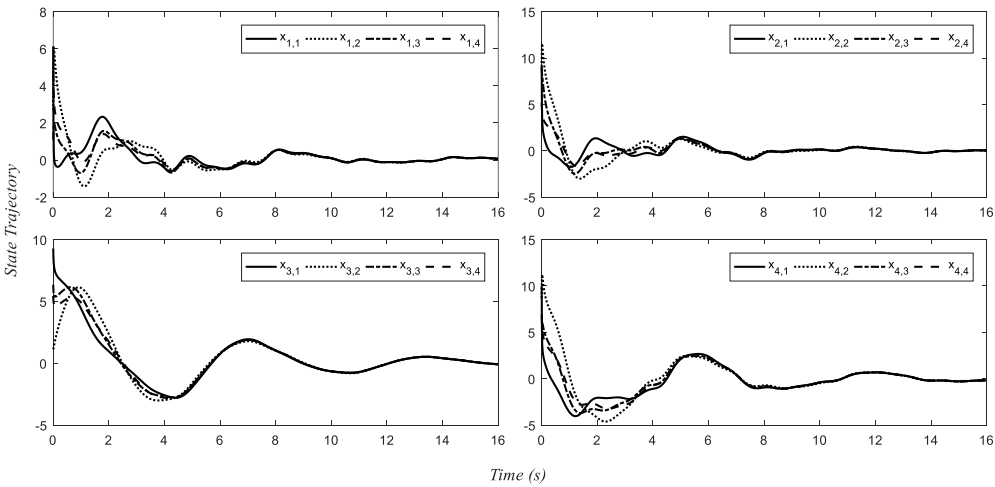 State Trajectory
8
6
4
2
0
-2
x1,1 x1,2 x1,3 x1,4
0 2 4 6 8 10 12 14 16
15
10
5
0
-5
x2,1 x2,2 x2,3 x2,4
0 2 4 6 8 10 12 14 16
10
5
0
-5
x3,1 x3,2 x3,3 x3,4
0 2 4 6 8 10 12 14 16
15
10
5
0
-5
x4,1 x4,2 x4,3 x4,4
0 2 4 6 8 10 12 14 16
Time (s)